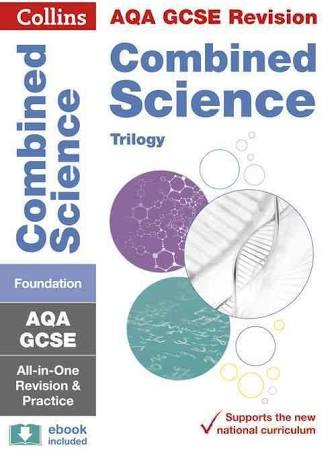 Collins
AQA GCSE Revision
Combined
Science
Trilogy
Combined
Science
Foundation
AQA
GCSE
All-in-One
Revision &
Practice
ebook
included
Supports the new
national curriculum